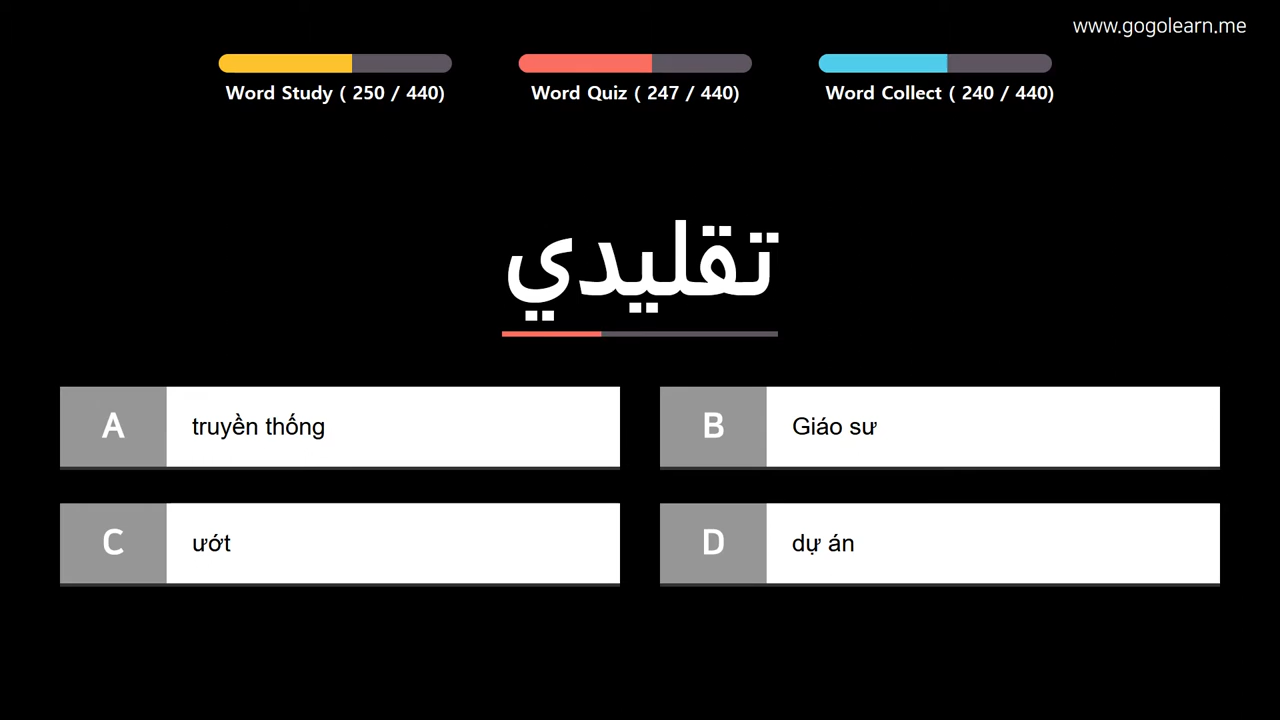 www.gogolearn.me
Word Study ( 250 / 440)
Word Quiz ( 247 / 440)
Word Collect ( 240 / 440)
تقليدي
A
truyền thống
B
Giáo sư
C
ướt
D
dự án